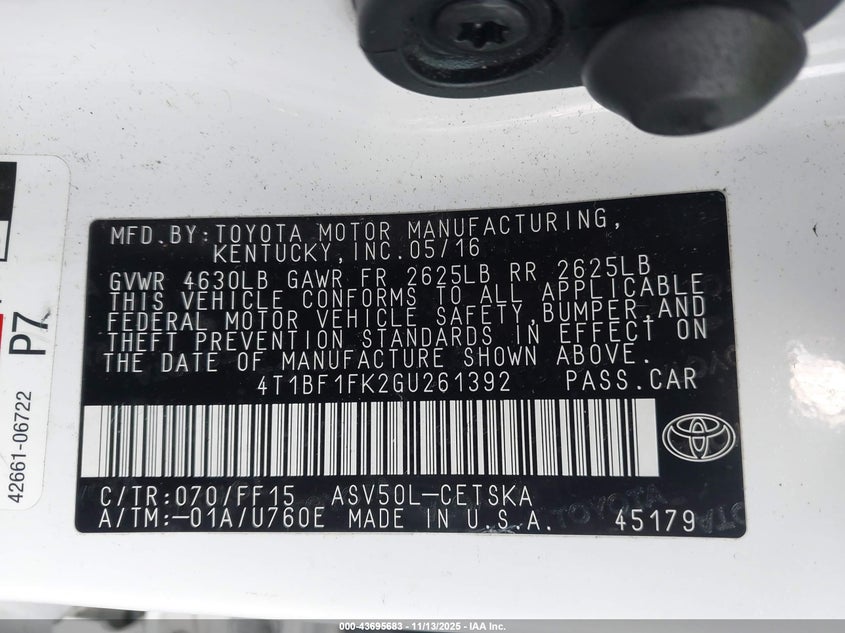 MFD.BY:TOYOTA MOTOR MANUFACTURING,
KENTUCKY,INC.05/16
GVWR 4630LB GAWR FR 2625LB RR 2625LB
THIS VEHICLE CONFORMS TO ALL APPLICABLE
FEDERAL MOTOR VEHICLE SAFETY,BUMPER,AND
THEFT PREVENTION STANDARDS IN EFFECT ON
THE DATE OF MANUFACTURE SHOWN ABOVE.
4T1BF1FK2GU261392 PASS.CAR
C/TR:070/FF15 ASV50L-CETSKA
A/TM:-01A/U760E MADE IN U.S.A. 45179
P7
42661-06722
TOYOTA
000-43695683 - 11/13/2025 - IAA Inc.